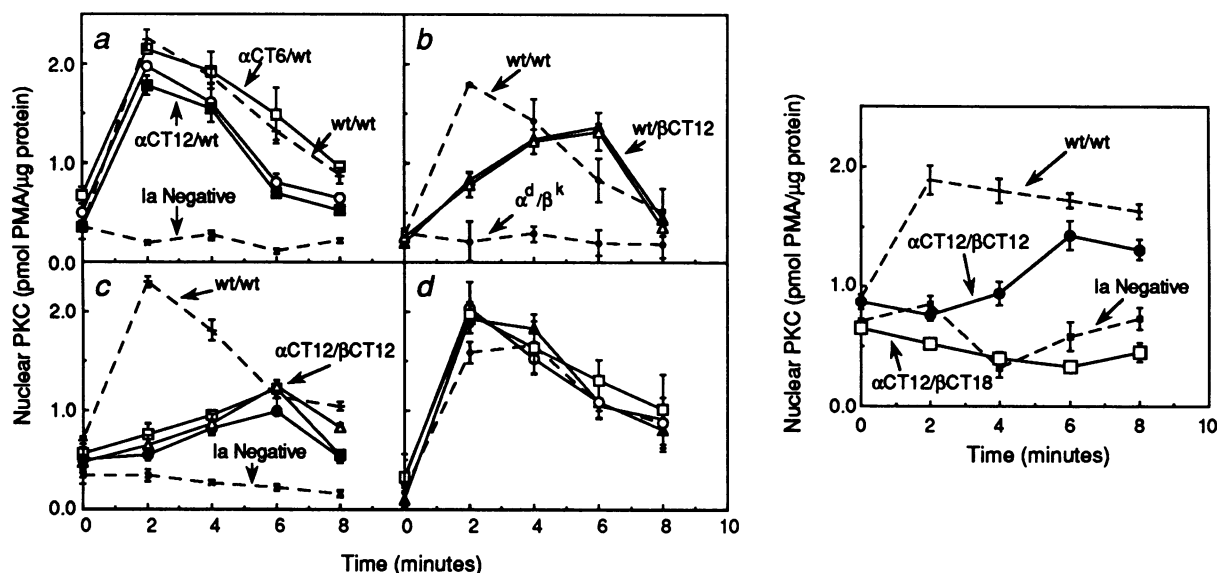 Nuclear PKC (pmol PMA/µg protein)
a
2.0
1.0
0.0
αCT6/wt
wt/wt
αCT12/wt
Ia Negative
b
wt/wt
wt/βCT12
αᵈ/βᵏ
c
2.0
1.0
0.0
wt/wt
αCT12/βCT12
Ia Negative
0 2 4 6 8
d
0 2 4 6 8 10
Time (minutes)
Nuclear PKC (pmol PMA/µg protein)
2.0
1.0
0.0
wt/wt
αCT12/βCT12
Ia Negative
αCT12/βCT18
0 2 4 6 8 10
Time (minutes)